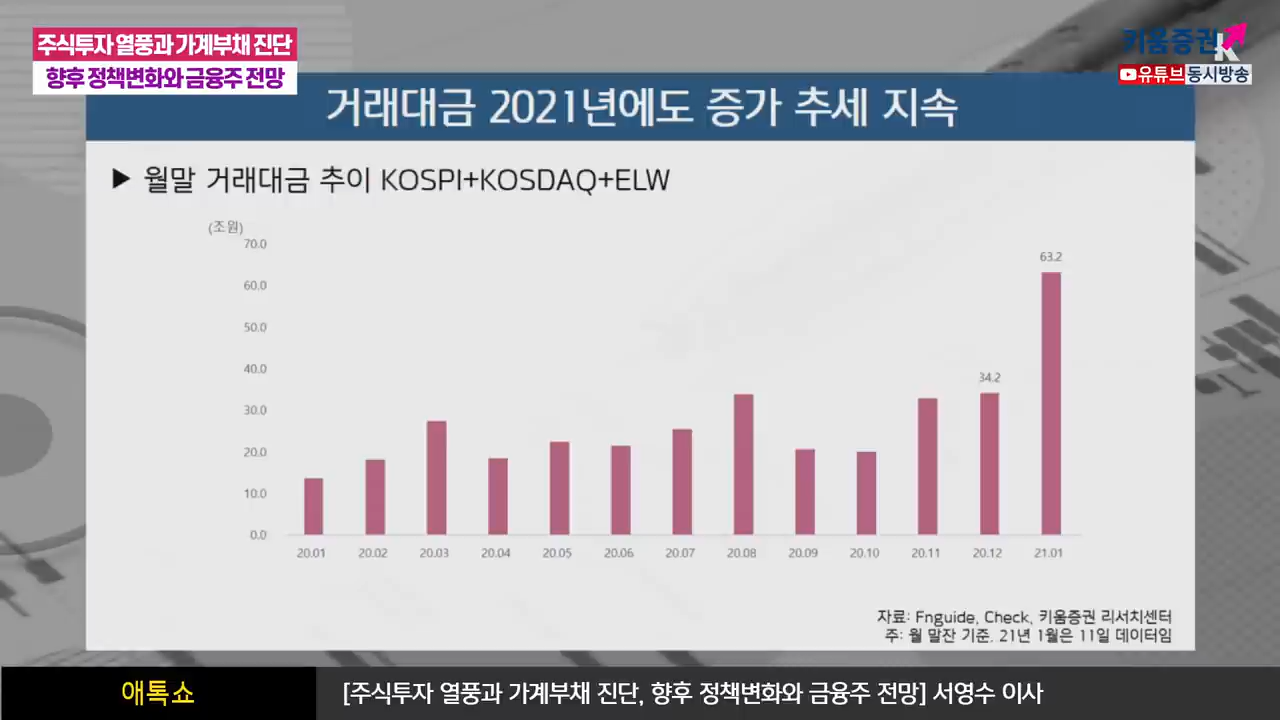 주식투자 열풍과 가계부채 진단
향후 정책변화와 금융주 전망
키움증권
유튜브 동시방송
거래대금 2021년에도 증가 추세 지속
▶ 월말 거래대금 추이 KOSPI+KOSDAQ+ELW
(조원)
70.0
60.0
50.0
40.0
30.0
20.0
10.0
0.0
63.2
34.2
20.01 20.02 20.03 20.04 20.05 20.06 20.07 20.08 20.09 20.10 20.11 20.12 21.01
자료: Fnguide, Check, 키움증권 리서치센터
주: 월 말잔 기준. 21년 1월은 11일 데이터임
애톡쇼
[주식투자 열풍과 가계부채 진단, 향후 정책변화와 금융주 전망] 서영수 이사